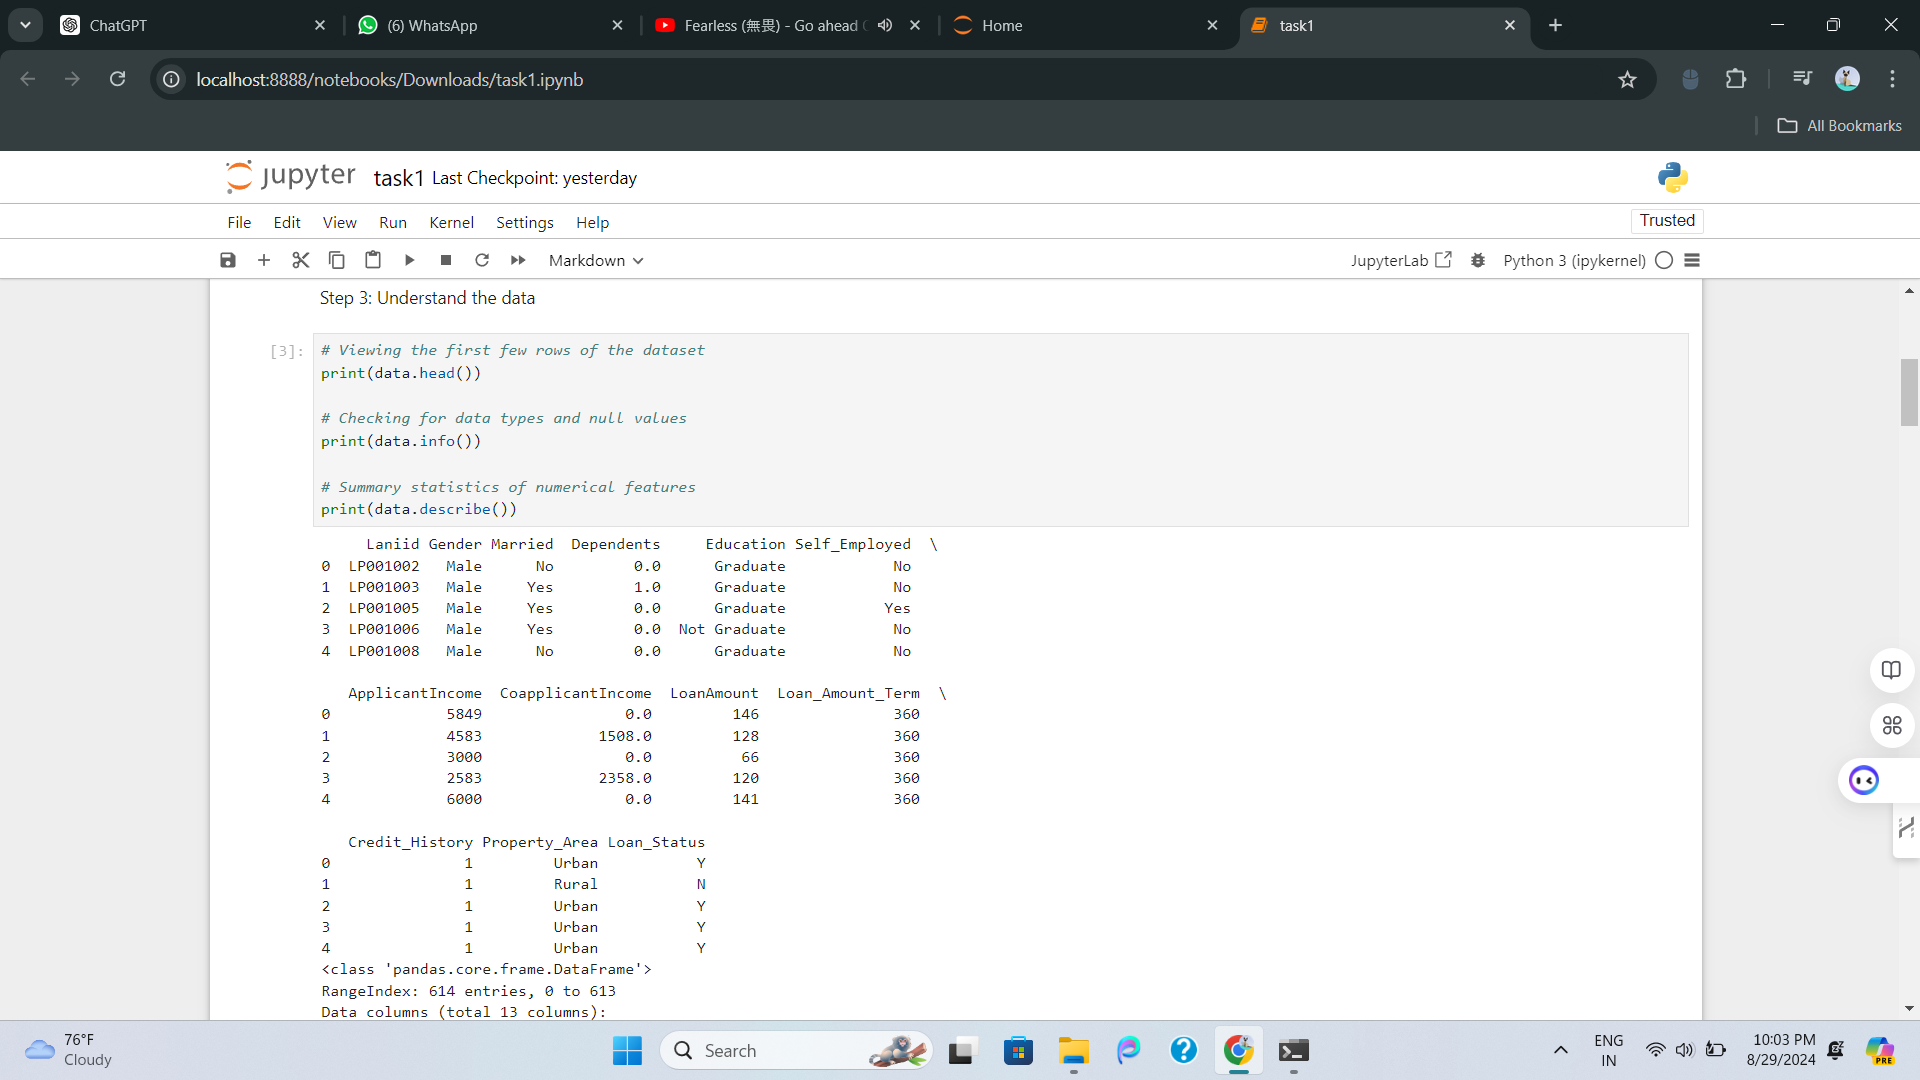 ChatGPT
(6) WhatsApp
Fearless (無畏) - Go ahead
Home
task1
localhost:8888/notebooks/Downloads/task1.ipynb
All Bookmarks
jupyter task1 Last Checkpoint: yesterday
File Edit View Run Kernel Settings Help
Trusted
Markdown
JupyterLab
Python 3 (ipykernel)
Step 3: Understand the data
[3]:
# Viewing the first few rows of the dataset
print(data.head())
# Checking for data types and null values
print(data.info())
# Summary statistics of numerical features
print(data.describe())
Laniid Gender Married Dependents Education Self_Employed \
0 LP001002 Male No 0.0 Graduate No
1 LP001003 Male Yes 1.0 Graduate No
2 LP001005 Male Yes 0.0 Graduate Yes
3 LP001006 Male Yes 0.0 Not Graduate No
4 LP001008 Male No 0.0 Graduate No
ApplicantIncome CoapplicantIncome LoanAmount Loan_Amount_Term \
0 5849 0.0 146 360
1 4583 1508.0 128 360
2 3000 0.0 66 360
3 2583 2358.0 120 360
4 6000 0.0 141 360
Credit_History Property_Area Loan_Status
0 1 Urban Y
1 1 Rural N
2 1 Urban Y
3 1 Urban Y
4 1 Urban Y
<class 'pandas.core.frame.DataFrame'>
RangeIndex: 614 entries, 0 to 613
Data columns (total 13 columns):
76°F
Cloudy
Search
ENG
IN
10:03 PM
8/29/2024
PRE